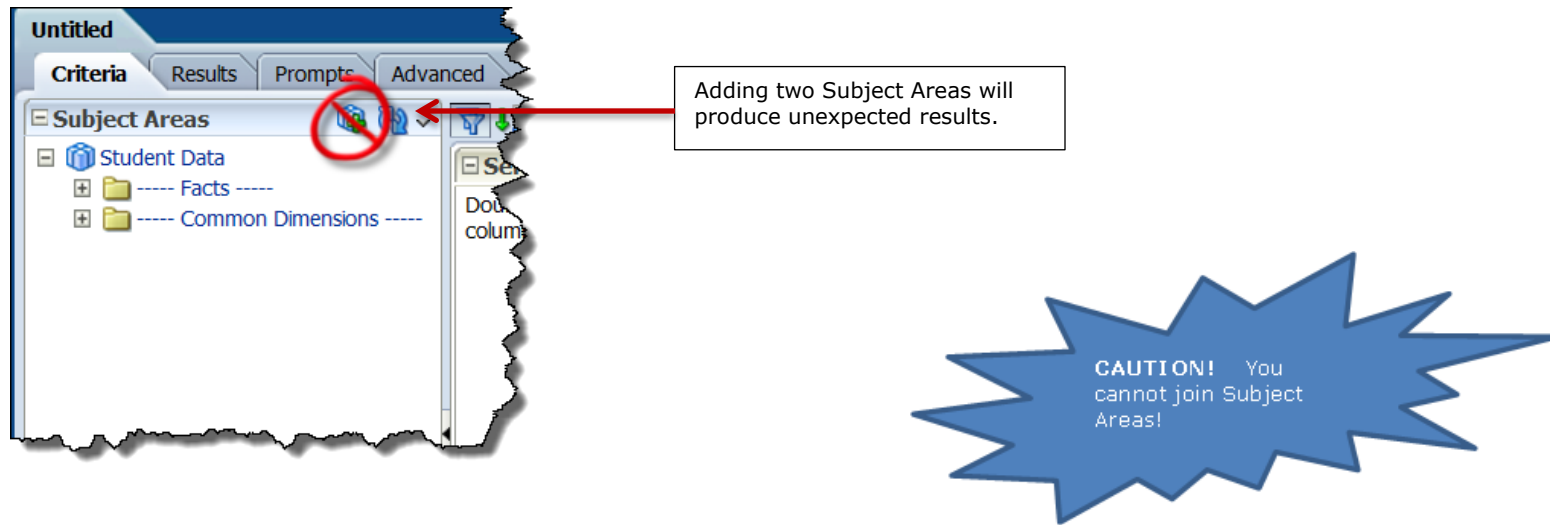 Untitled
Criteria Results Prompts Advanced
Subject Areas
Student Data
----- Facts -----
----- Common Dimensions -----
Adding two Subject Areas will
produce unexpected results.
CAUTION! You
cannot join Subject
Areas!